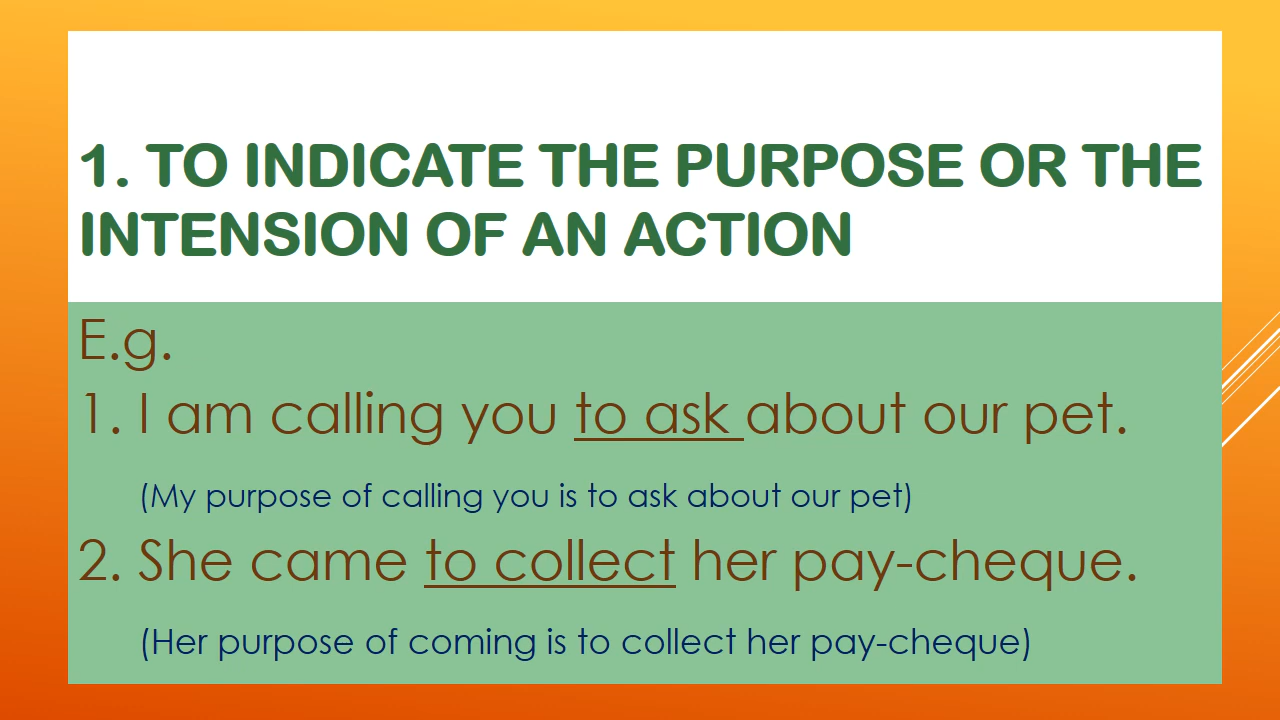 1. TO INDICATE THE PURPOSE OR THE
INTENSION OF AN ACTION
E.g.
1. I am calling you to ask about our pet.
(My purpose of calling you is to ask about our pet)
2. She came to collect her pay-cheque.
(Her purpose of coming is to collect her pay-cheque)